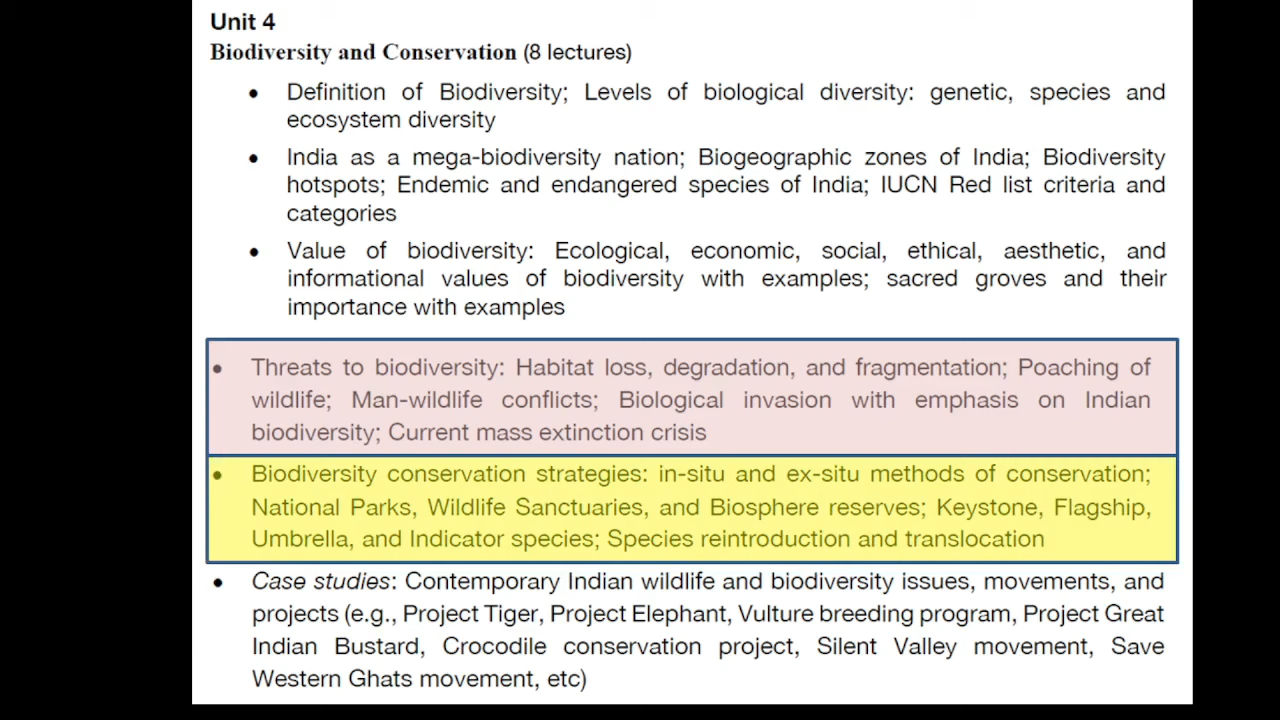 Unit 4
Biodiversity and Conservation (8 lectures)
• Definition of Biodiversity; Levels of biological diversity: genetic, species and
ecosystem diversity
• India as a mega-biodiversity nation; Biogeographic zones of India; Biodiversity
hotspots; Endemic and endangered species of India; IUCN Red list criteria and
categories
• Value of biodiversity: Ecological, economic, social, ethical, aesthetic, and
informational values of biodiversity with examples; sacred groves and their
importance with examples
• Threats to biodiversity: Habitat loss, degradation, and fragmentation; Poaching of
wildlife; Man-wildlife conflicts; Biological invasion with emphasis on Indian
biodiversity; Current mass extinction crisis
• Biodiversity conservation strategies: in-situ and ex-situ methods of conservation;
National Parks, Wildlife Sanctuaries, and Biosphere reserves; Keystone, Flagship,
Umbrella, and Indicator species; Species reintroduction and translocation
• Case studies: Contemporary Indian wildlife and biodiversity issues, movements, and
projects (e.g., Project Tiger, Project Elephant, Vulture breeding program, Project Great
Indian Bustard, Crocodile conservation project, Silent Valley movement, Save
Western Ghats movement, etc)